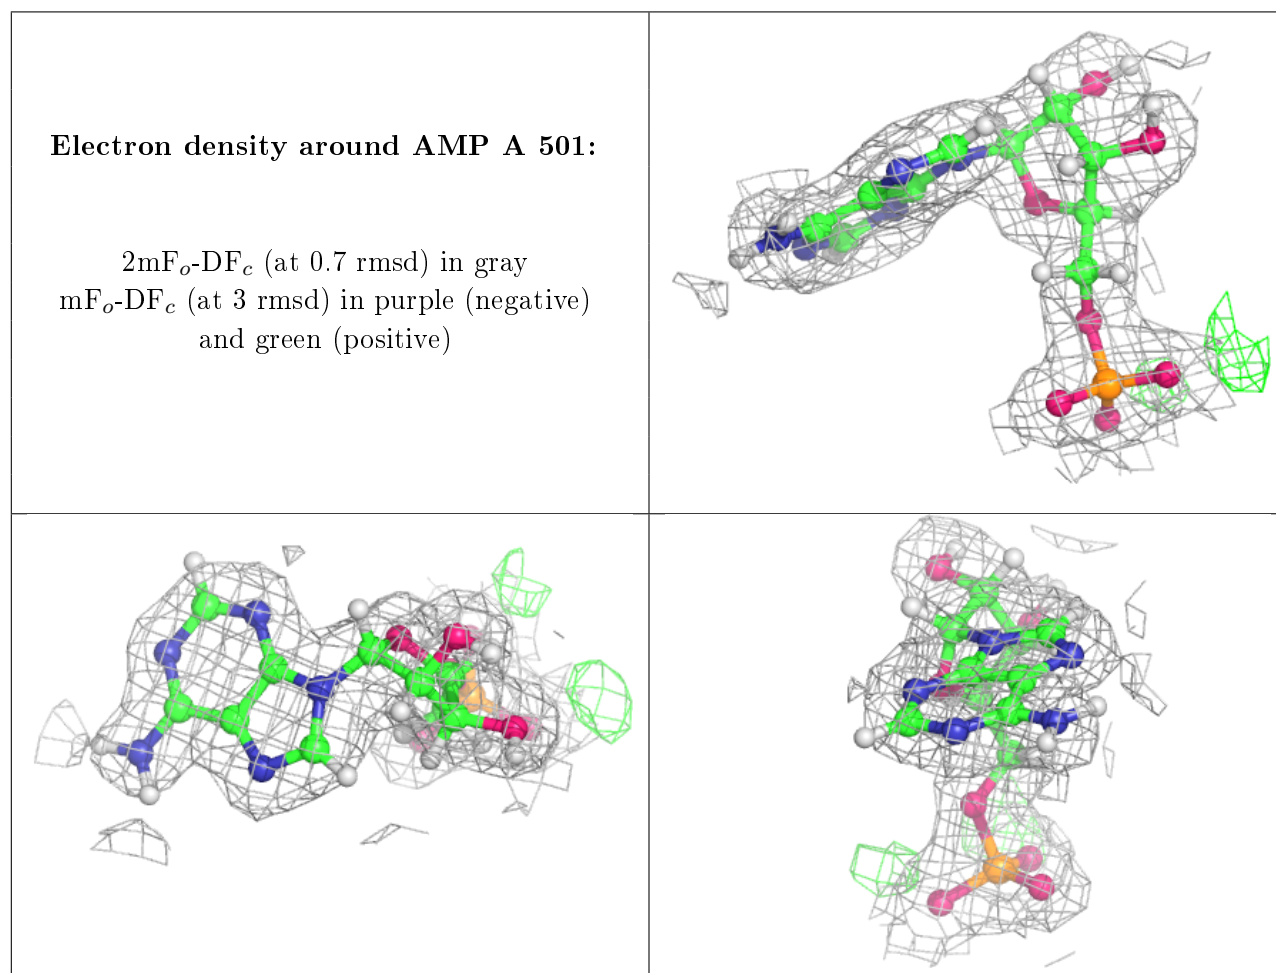 Electron density around AMP A 501:
2mFₒ-DF𝒸 (at 0.7 rmsd) in gray
mFₒ-DF𝒸 (at 3 rmsd) in purple (negative)
and green (positive)